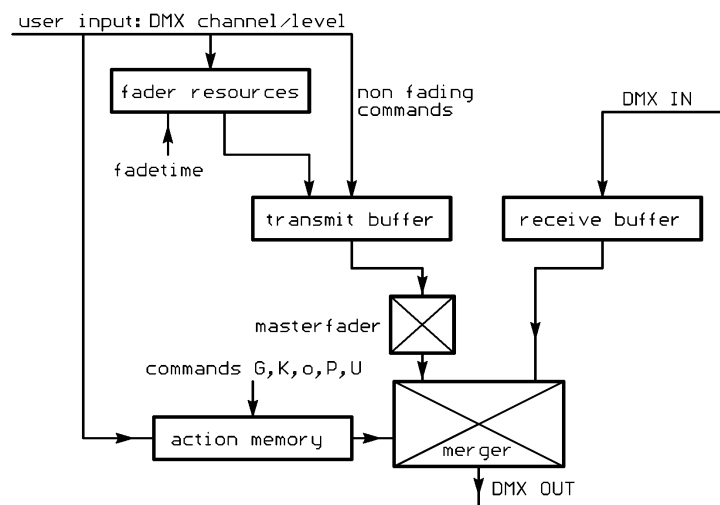 user input: DMX channel/level
fader resources
non fading
commands
DMX IN
fadetime
transmit buffer
receive buffer
masterfader
commands G,K,o,P,U
action memory
merger
DMX OUT